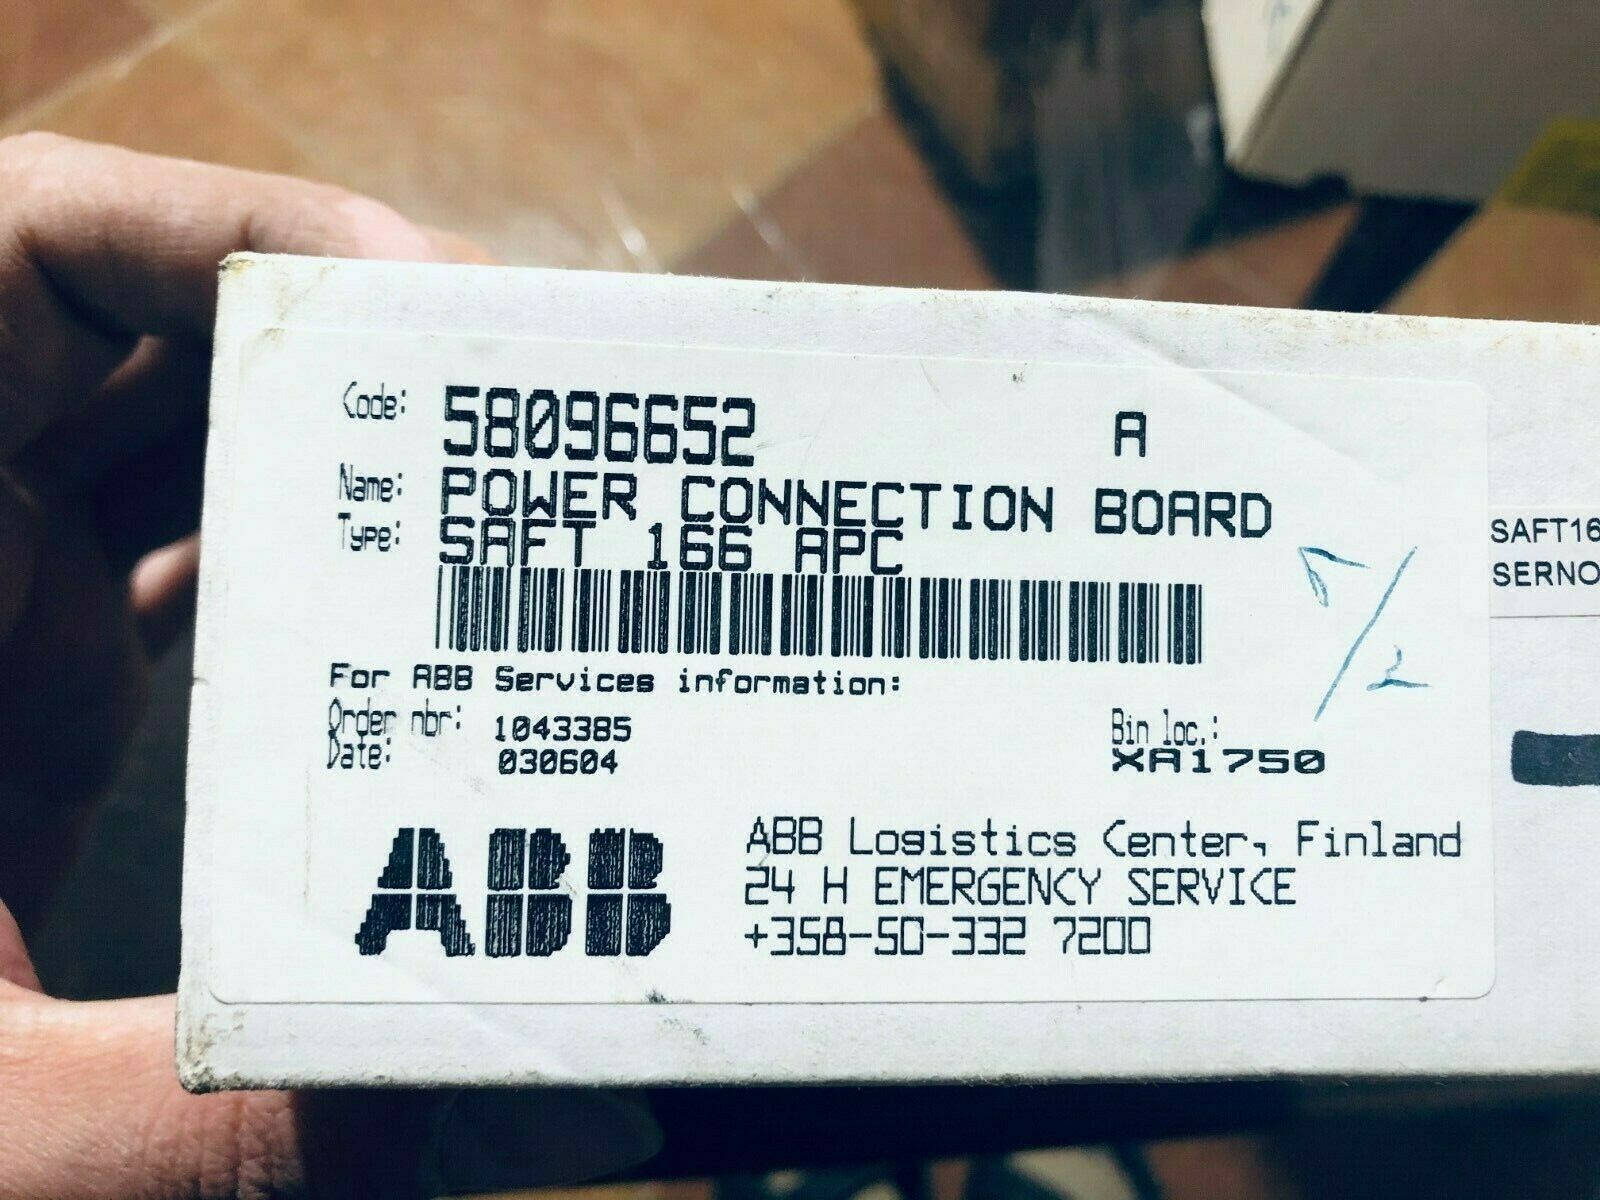 Code: 58096652 A
Name: POWER CONNECTION BOARD
Type: SAFT 166 APC
SAFT16
SERNO
For ABB Services information:
Order nbr: 1043385
Date: 030604
Bin loc.:
XA1750
ABB
ABB Logistics Center, Finland
24 H EMERGENCY SERVICE
+358-50-332 7200